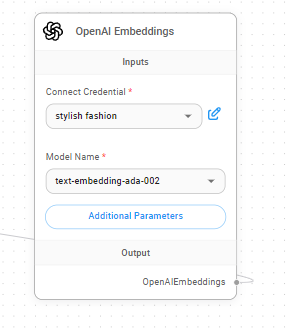 OpenAI Embeddings
Inputs
Connect Credential *
stylish fashion
Model Name *
text-embedding-ada-002
Additional Parameters
Output
OpenAIEmbeddings